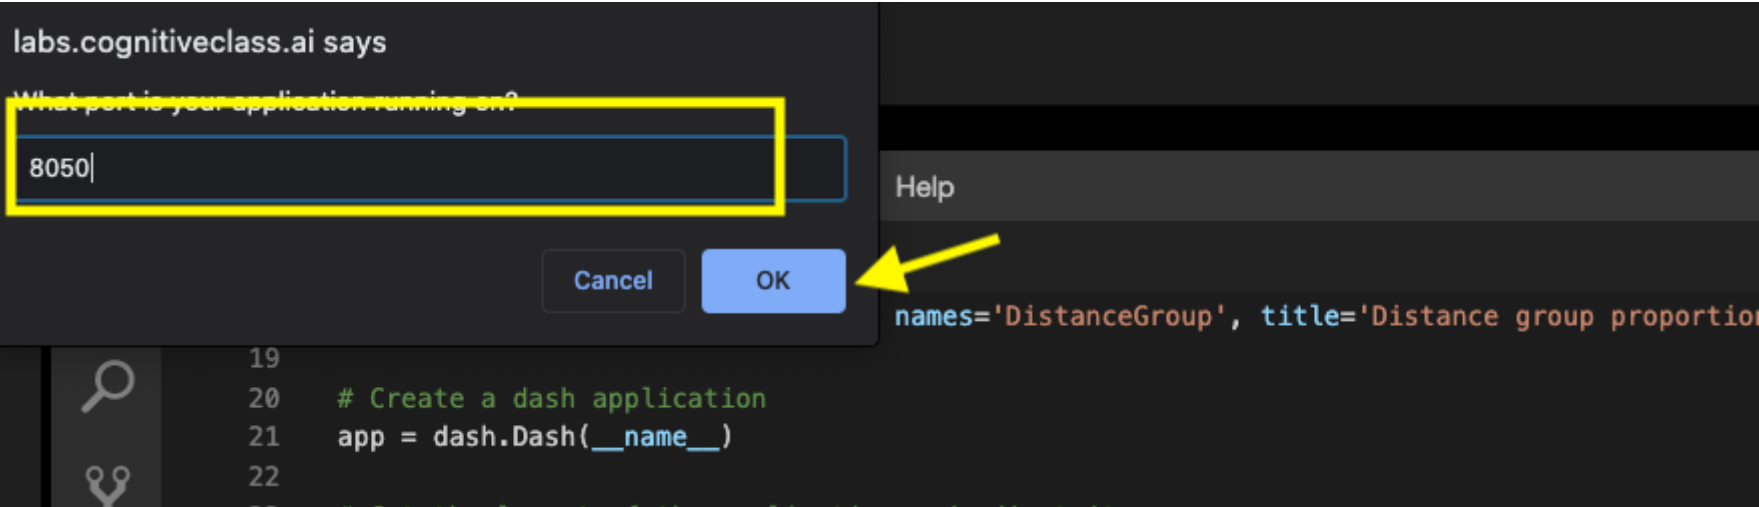 labs.cognitiveclass.ai says
What port is your application running on?
8050
Cancel
OK
Help
names='DistanceGroup', title='Distance group proportion
19
20 # Create a dash application
21 app = dash.Dash(__name__)
22